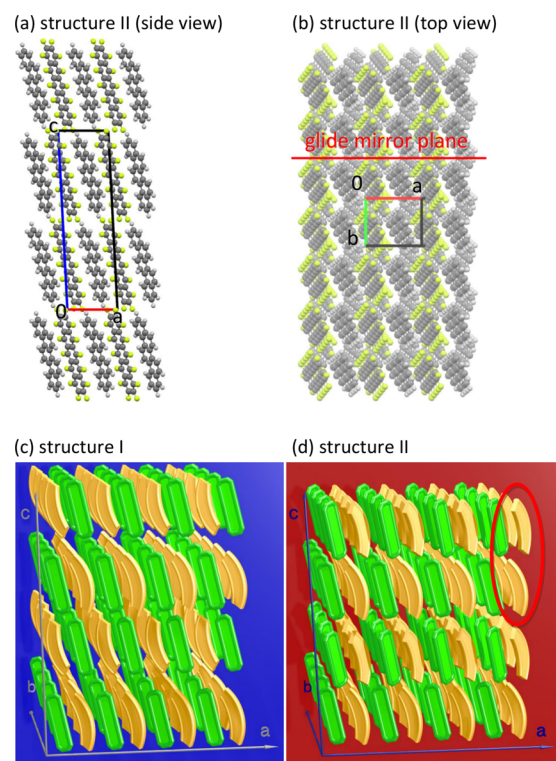 (a) structure II (side view)
c
0
a
(b) structure II (top view)
glide mirror plane
0
a
b
(c) structure I
c
b
a
(d) structure II
c
b
a